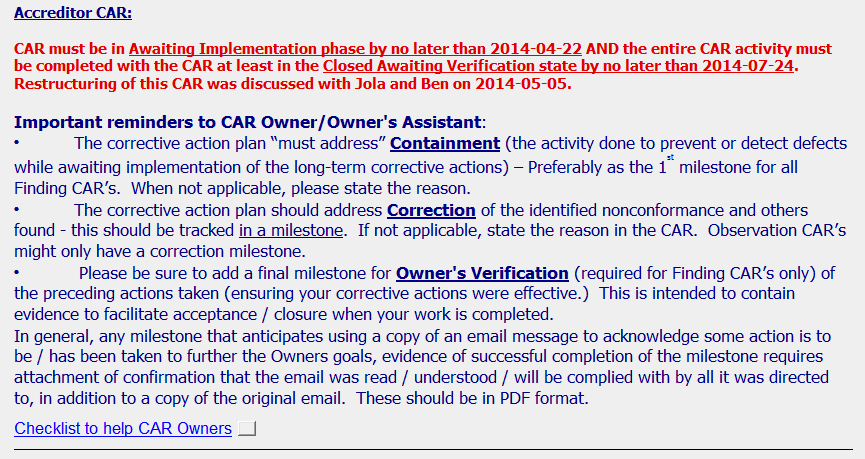 Accreditor CAR:
CAR must be in Awaiting Implementation phase by no later than 2014-04-22 AND the entire CAR activity must
be completed with the CAR at least in the Closed Awaiting Verification state by no later than 2014-07-24.
Restructuring of this CAR was discussed with Jola and Ben on 2014-05-05.
Important reminders to CAR Owner/Owner's Assistant:
• The corrective action plan “must address” Containment (the activity done to prevent or detect defects
while awaiting implementation of the long-term corrective actions) – Preferably as the 1st milestone for all
Finding CAR’s. When not applicable, please state the reason.
• The corrective action plan should address Correction of the identified nonconformance and others
found - this should be tracked in a milestone. If not applicable, state the reason in the CAR. Observation CAR’s
might only have a correction milestone.
• Please be sure to add a final milestone for Owner's Verification (required for Finding CAR’s only) of
the preceding actions taken (ensuring your corrective actions were effective.) This is intended to contain
evidence to facilitate acceptance / closure when your work is completed.
In general, any milestone that anticipates using a copy of an email message to acknowledge some action is to
be / has been taken to further the Owners goals, evidence of successful completion of the milestone requires
attachment of confirmation that the email was read / understood / will be complied with by all it was directed
to, in addition to a copy of the original email. These should be in PDF format.
Checklist to help CAR Owners